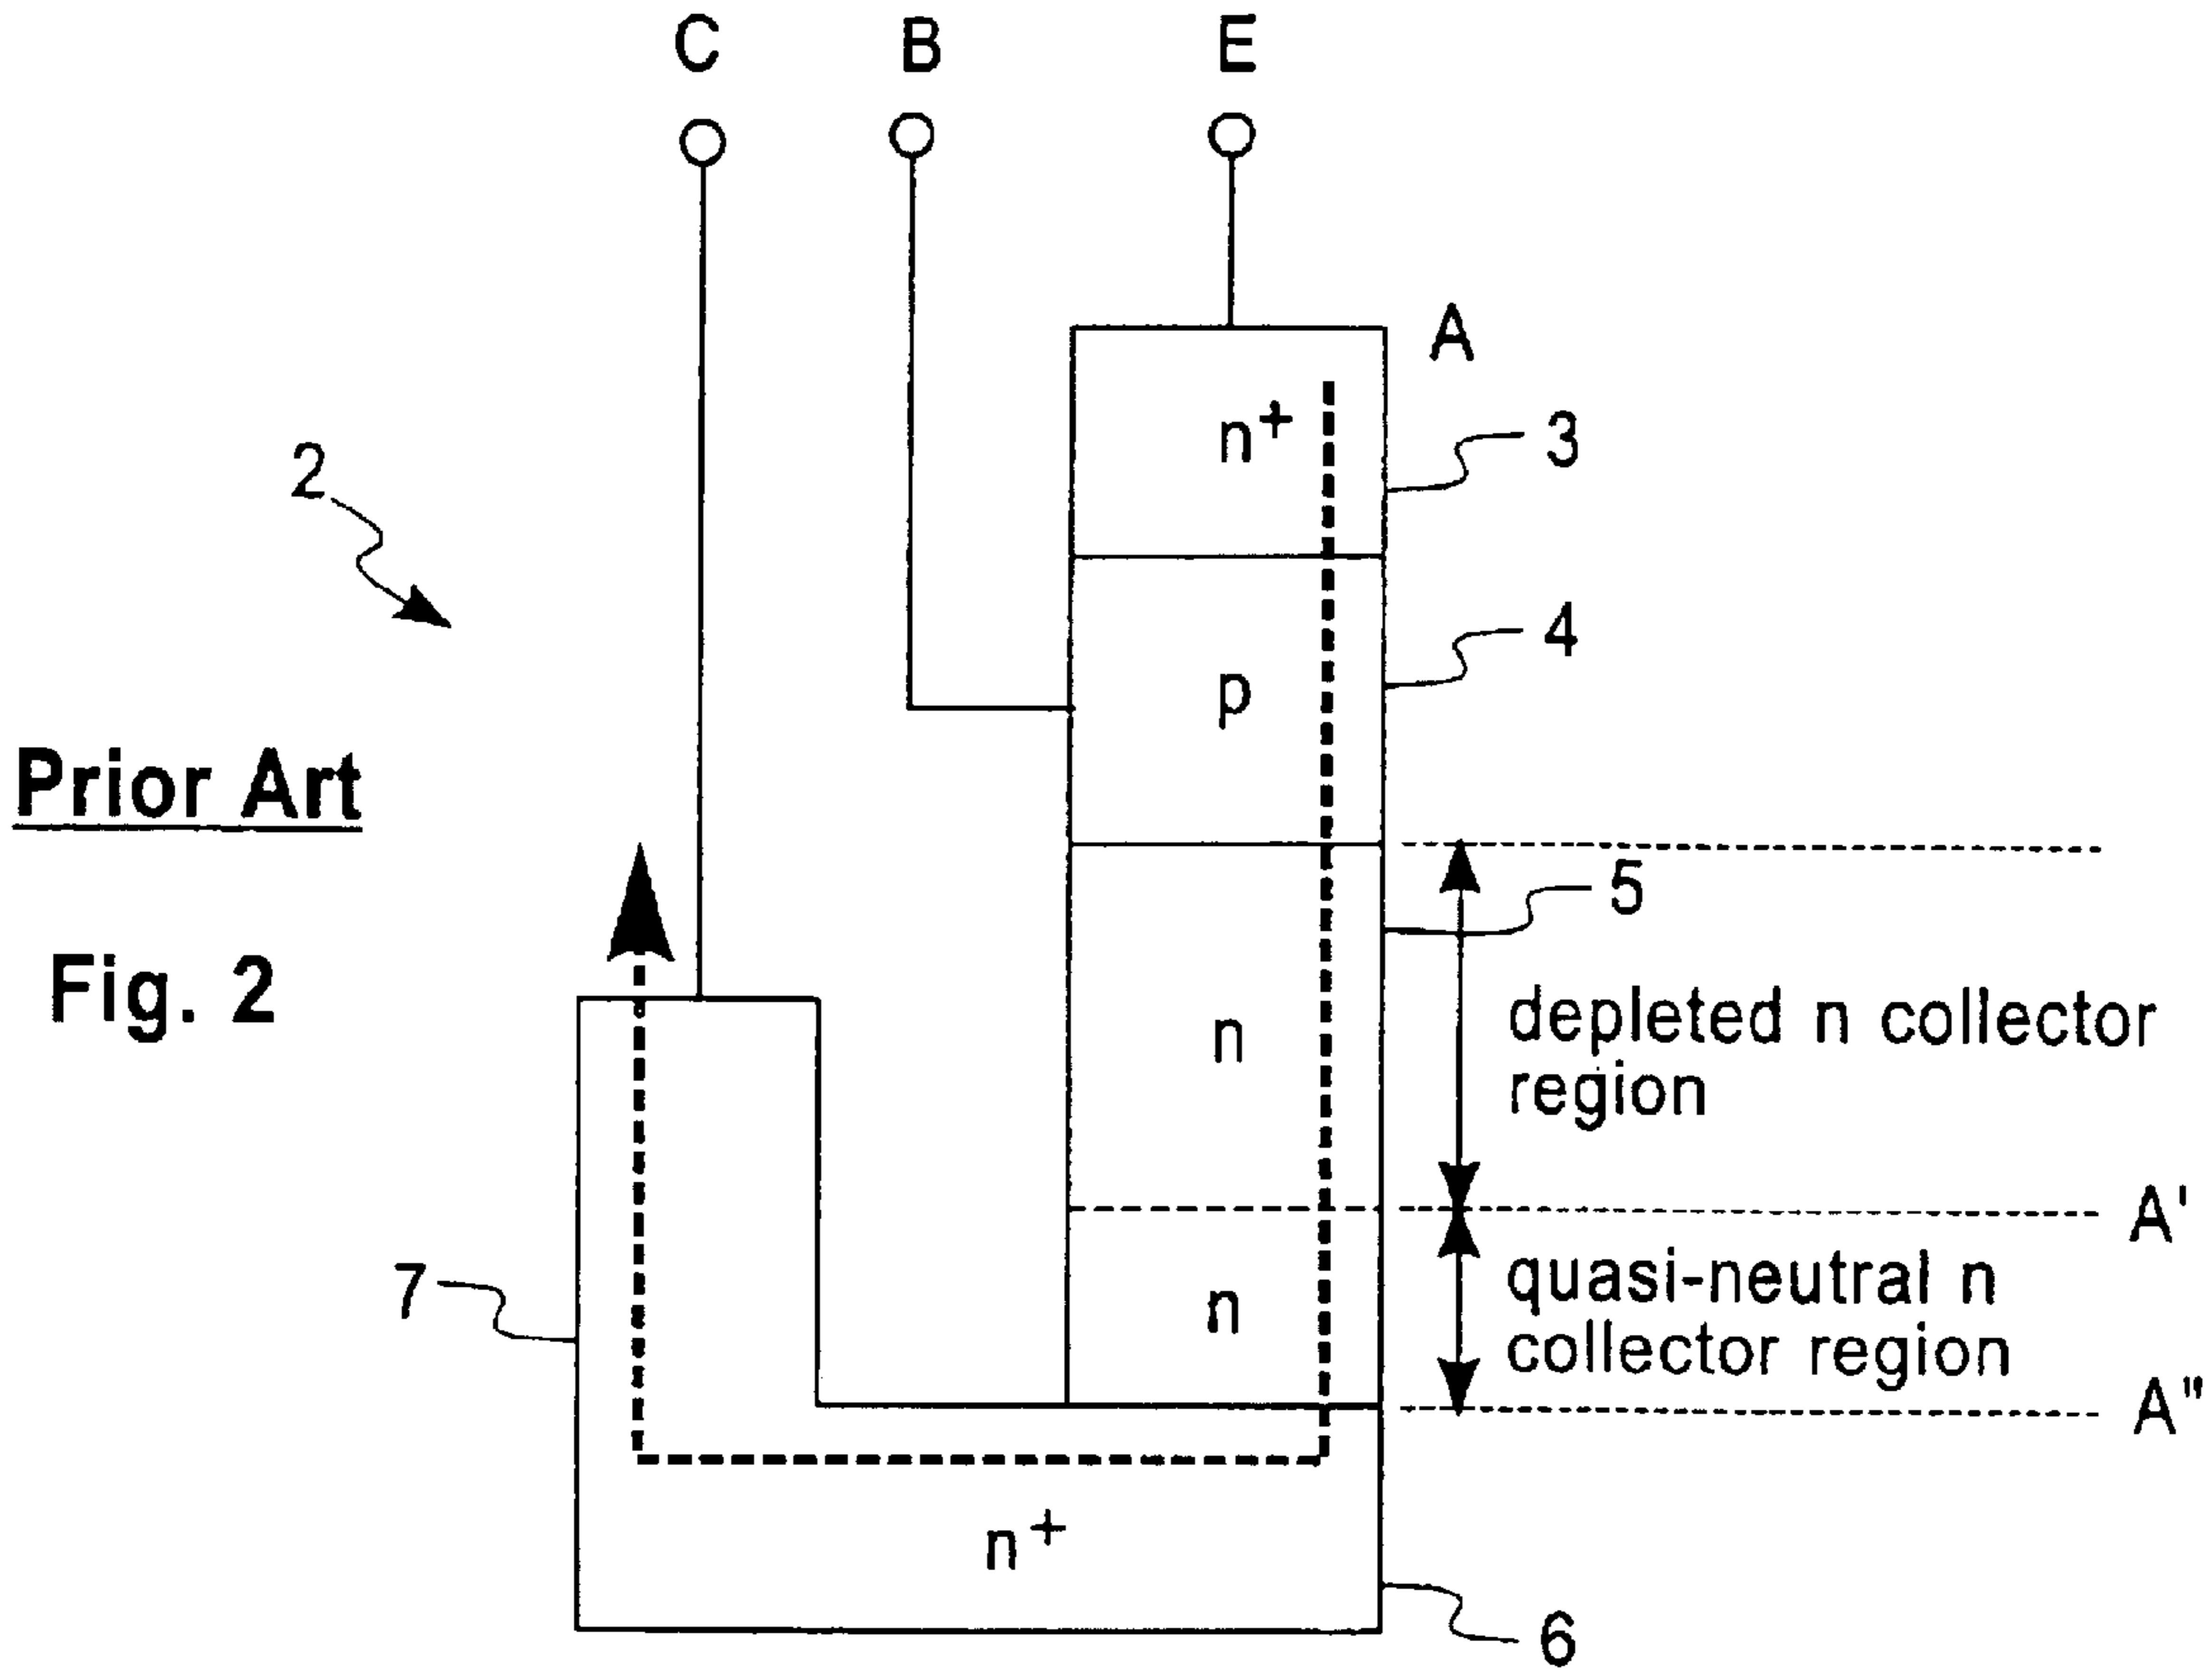 C B E
A
n+
3
2
4
p
Prior Art
5
Fig. 2
n
depleted n collector
region
A'
7
n
quasi-neutral n
collector region
A"
n+
6